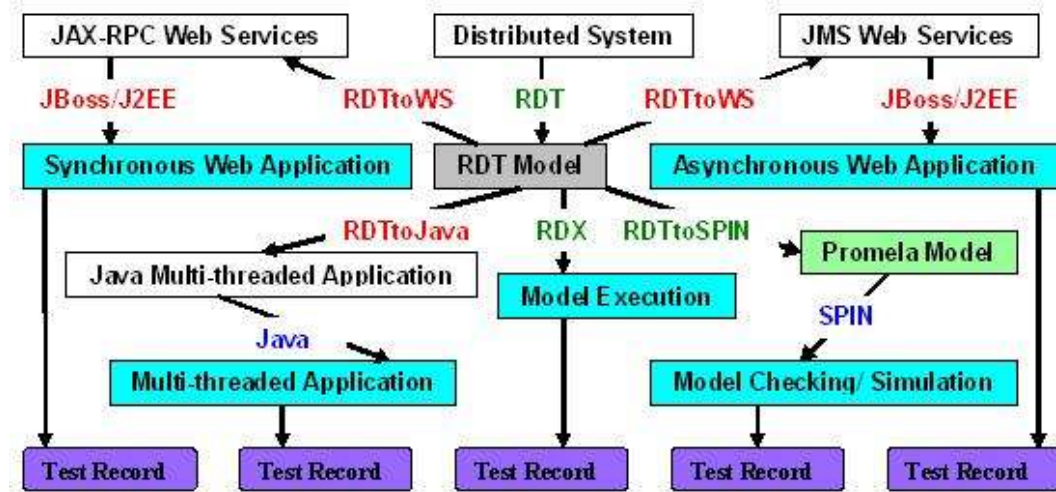 JAX-RPC Web Services
Distributed System
JMS Web Services
JBoss/J2EE
RDTtoWS
RDT
RDTtoWS
JBoss/J2EE
Synchronous Web Application
RDT Model
Asynchronous Web Application
RDTtoJava
RDX
RDTtoSPIN
Java Multi-threaded Application
Promela Model
Model Execution
Java
SPIN
Multi-threaded Application
Model Checking/ Simulation
Test Record
Test Record
Test Record
Test Record
Test Record